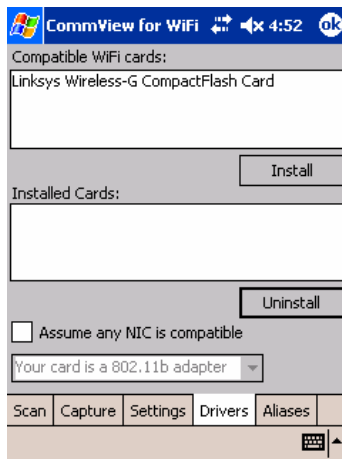 CommView for WiFi 4:52 ok
Compatible WiFi cards:
Linksys Wireless-G CompactFlash Card
Install
Installed Cards:
Uninstall
Assume any NIC is compatible
Your card is a 802.11b adapter
Scan Capture Settings Drivers Aliases